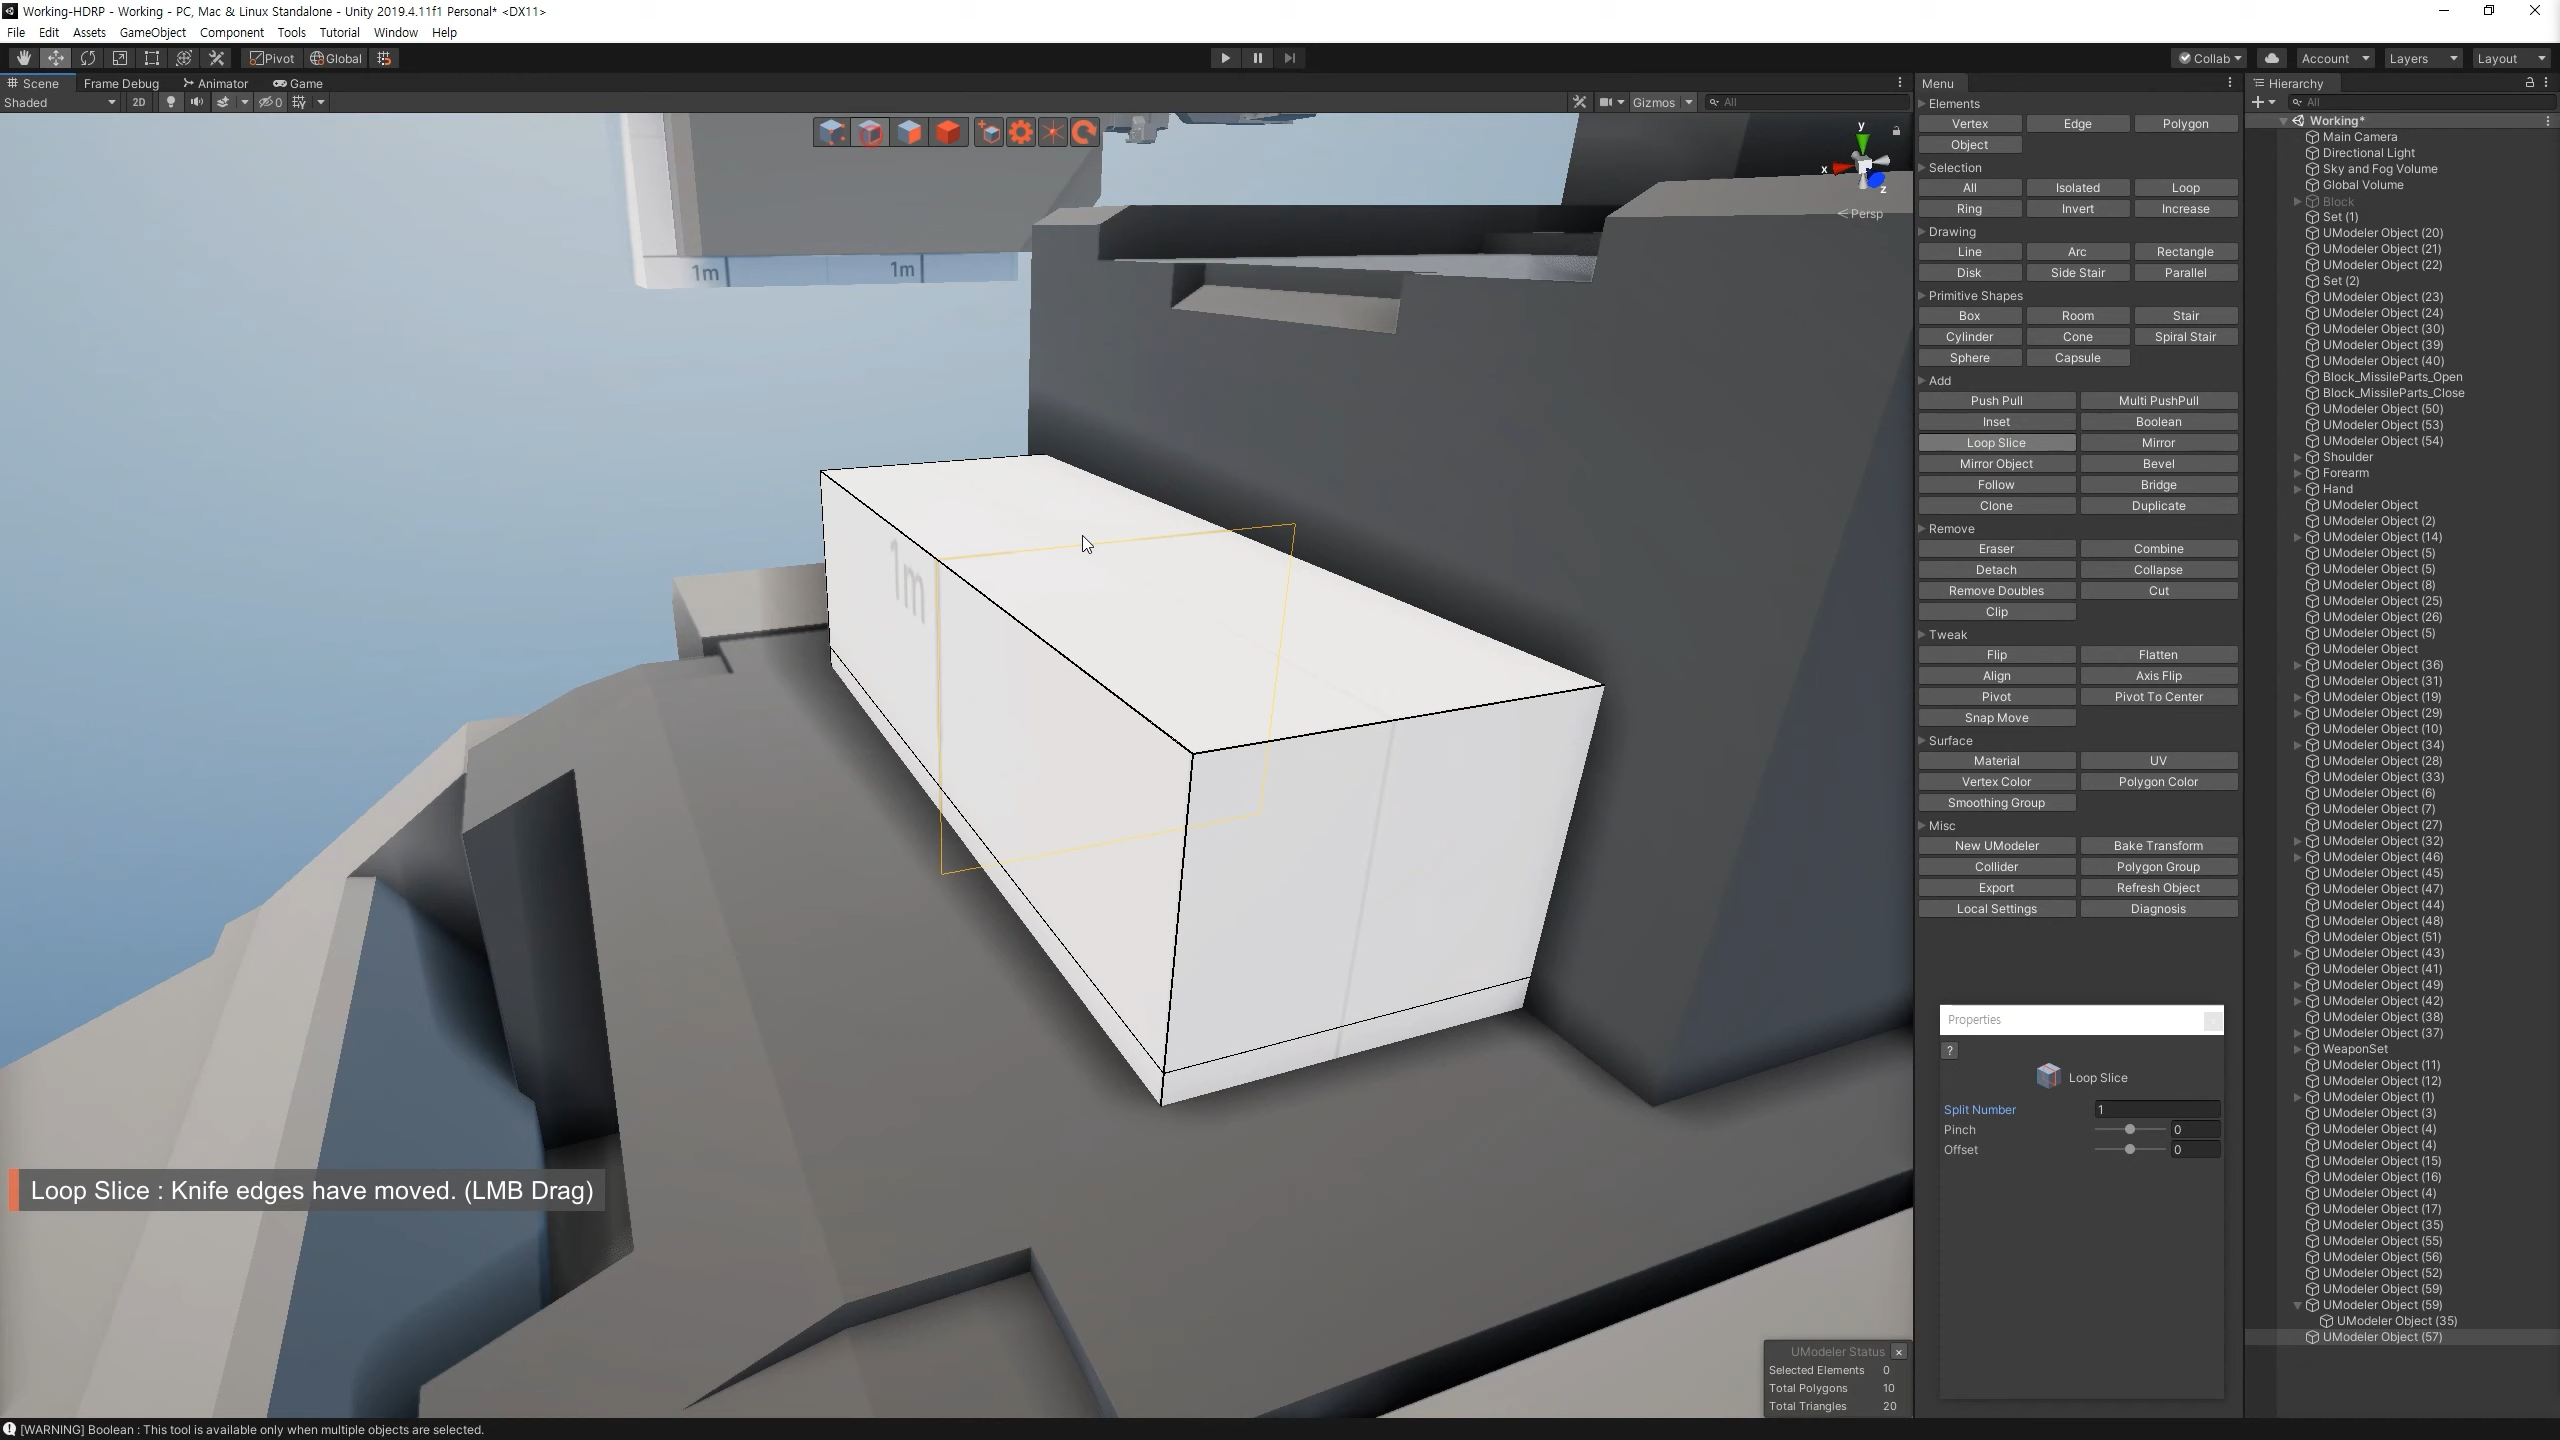 Working-HDRP - Working - PC, Mac & Linux Standalone - Unity 2019.4.11f1 Personal* <DX11>
File Edit Assets GameObject Component Tools Tutorial Window Help
Pivot Global Collab Account Layers Layout
Scene Frame Debug Animator Game
Shaded 2D 0 Gizmos All
y
x
z
Persp
1m 1m
1m
Loop Slice : Knife edges have moved. (LMB Drag)
UModeler Status
Selected Elements 0
Total Polygons 10
Total Triangles 20
[WARNING] Boolean : This tool is available only when multiple objects are selected.
Menu
Elements
Vertex Edge Polygon
Object
Selection
All Isolated Loop
Ring Invert Increase
Drawing
Line Arc Rectangle
Disk Side Stair Parallel
Primitive Shapes
Box Room Stair
Cylinder Cone Spiral Stair
Sphere Capsule
Add
Push Pull Multi PushPull
Inset Boolean
Loop Slice Mirror
Mirror Object Bevel
Follow Bridge
Clone Duplicate
Remove
Eraser Combine
Detach Collapse
Remove Doubles Cut
Clip
Tweak
Flip Flatten
Align Axis Flip
Pivot Pivot To Center
Snap Move
Surface
Material UV
Vertex Color Polygon Color
Smoothing Group
Misc
New UModeler Bake Transform
Collider Polygon Group
Export Refresh Object
Local Settings Diagnosis
Properties
?
Loop Slice
Split Number 1
Pinch 0
Offset 0
Hierarchy
All
Working*
Main Camera
Directional Light
Sky and Fog Volume
Global Volume
Block
Set (1)
UModeler Object (20)
UModeler Object (21)
UModeler Object (22)
Set (2)
UModeler Object (23)
UModeler Object (24)
UModeler Object (30)
UModeler Object (39)
UModeler Object (40)
Block_MissileParts_Open
Block_MissileParts_Close
UModeler Object (50)
UModeler Object (53)
UModeler Object (54)
Shoulder
Forearm
Hand
UModeler Object
UModeler Object (2)
UModeler Object (14)
UModeler Object (5)
UModeler Object (5)
UModeler Object (8)
UModeler Object (25)
UModeler Object (26)
UModeler Object (5)
UModeler Object
UModeler Object (36)
UModeler Object (31)
UModeler Object (19)
UModeler Object (29)
UModeler Object (10)
UModeler Object (34)
UModeler Object (28)
UModeler Object (33)
UModeler Object (6)
UModeler Object (7)
UModeler Object (27)
UModeler Object (32)
UModeler Object (46)
UModeler Object (45)
UModeler Object (47)
UModeler Object (44)
UModeler Object (48)
UModeler Object (51)
UModeler Object (43)
UModeler Object (41)
UModeler Object (49)
UModeler Object (42)
UModeler Object (38)
UModeler Object (37)
WeaponSet
UModeler Object (11)
UModeler Object (12)
UModeler Object (1)
UModeler Object (3)
UModeler Object (4)
UModeler Object (4)
UModeler Object (15)
UModeler Object (16)
UModeler Object (4)
UModeler Object (17)
UModeler Object (35)
UModeler Object (55)
UModeler Object (56)
UModeler Object (52)
UModeler Object (59)
UModeler Object (59)
UModeler Object (35)
UModeler Object (57)